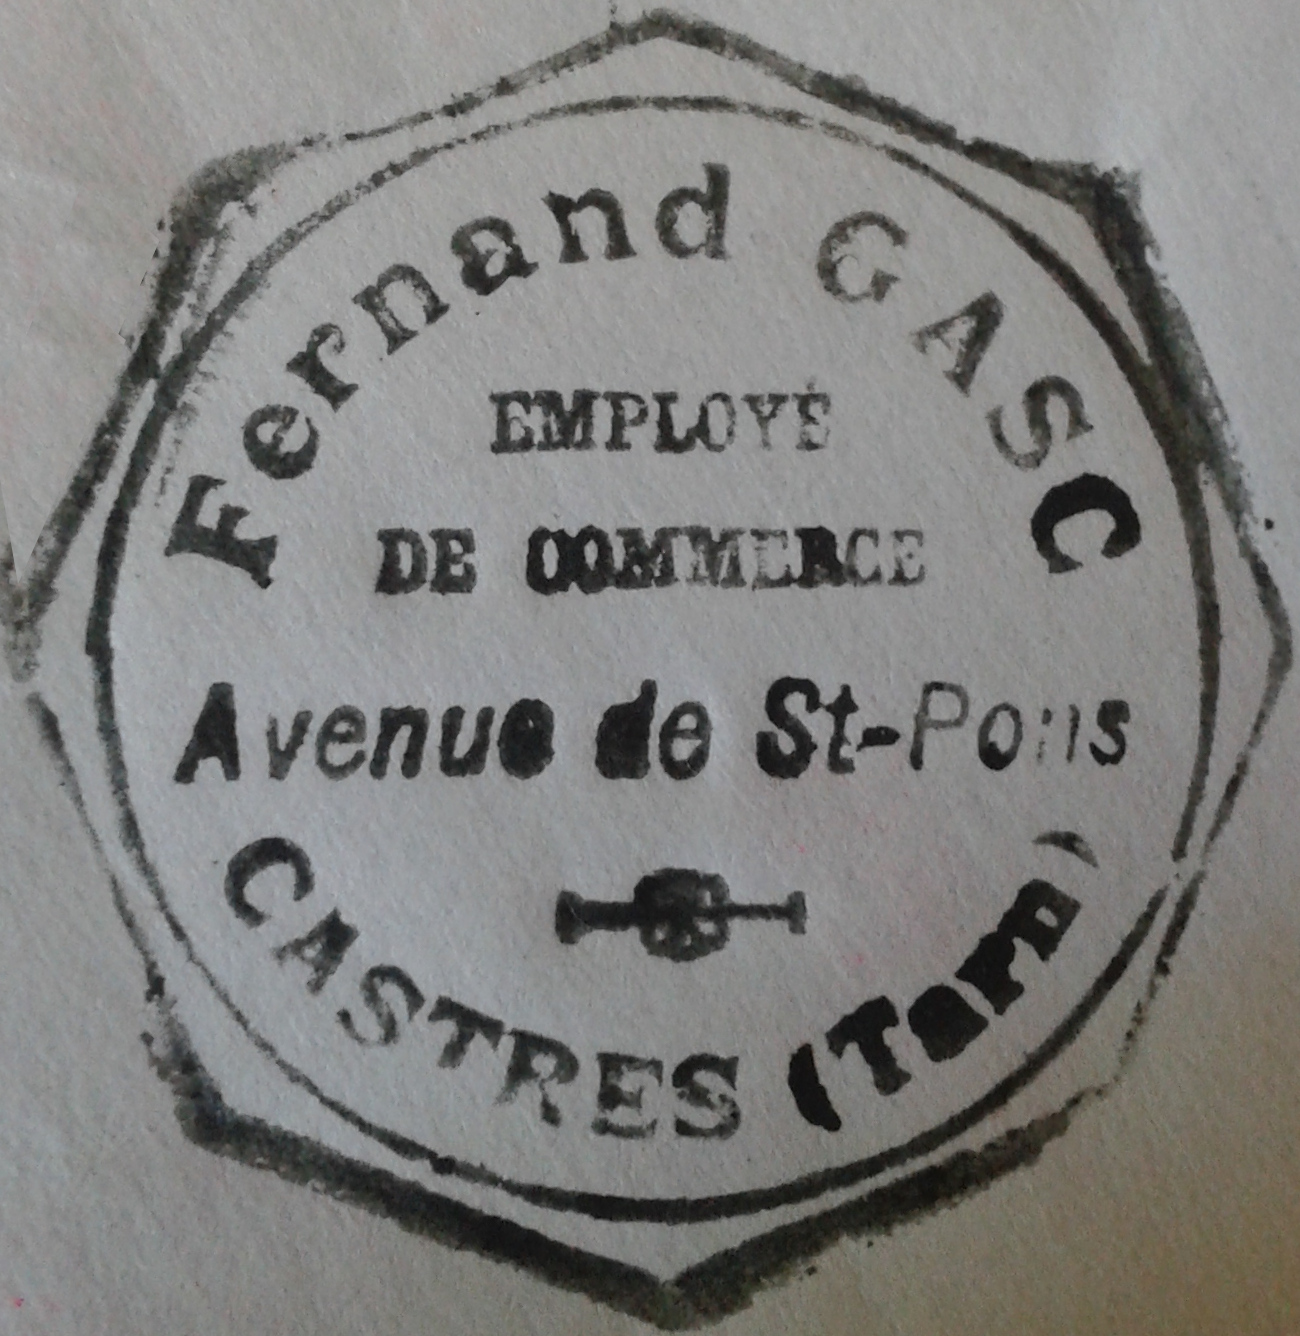 Fernand GASC
EMPLOYÉ
DE COMMERCE
Avenue de St-Pons
CASTRES (Tarn)